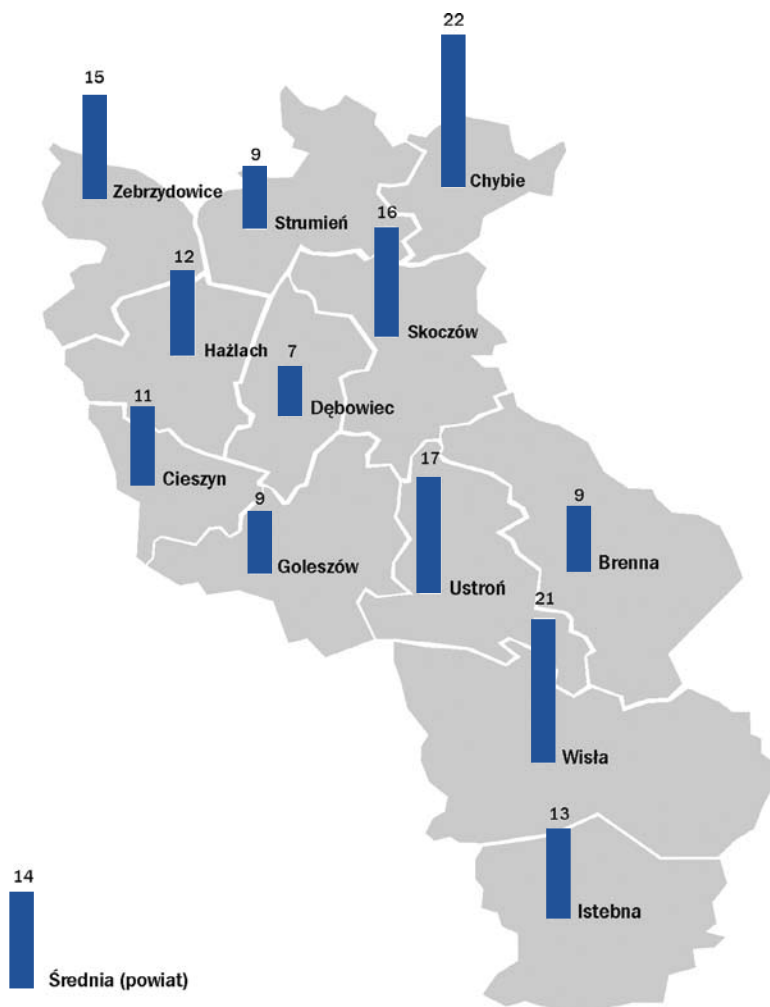 22
15
Zebrzydowice
9
Strumień
Chybie
16
Skoczów
12
Hażlach
7
Dębowiec
11
Cieszyn
9
Goleszów
17
Ustroń
9
Brenna
21
Wisła
13
Istebna
14
Średnia (powiat)